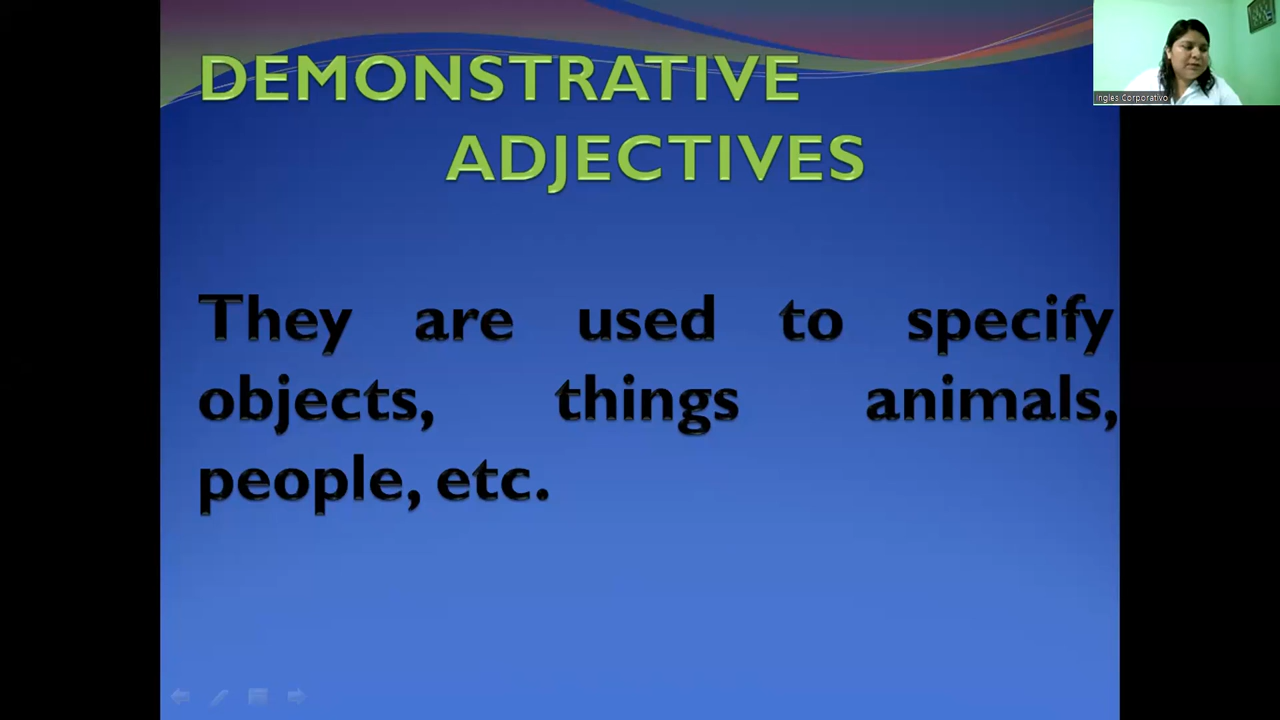 DEMONSTRATIVE
ADJECTIVES
They are used to specify
objects, things animals,
people, etc.
Ingles Corporativo